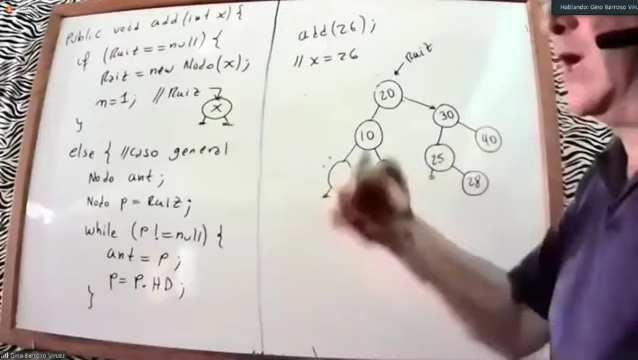 Hablando: Gino Barroso Viruez
Public void add(int x){
if (Raiz == null) {
Raiz = new Nodo(x);
n=1; // Raiz
x
}
else { // caso general
Nodo ant;
Nodo p = Raiz;
while (p != null) {
ant = p;
p = p.HD;
}
add(26);
// x = 26
Raiz
20
10
30
40
25
28
Gino Barroso Viruez